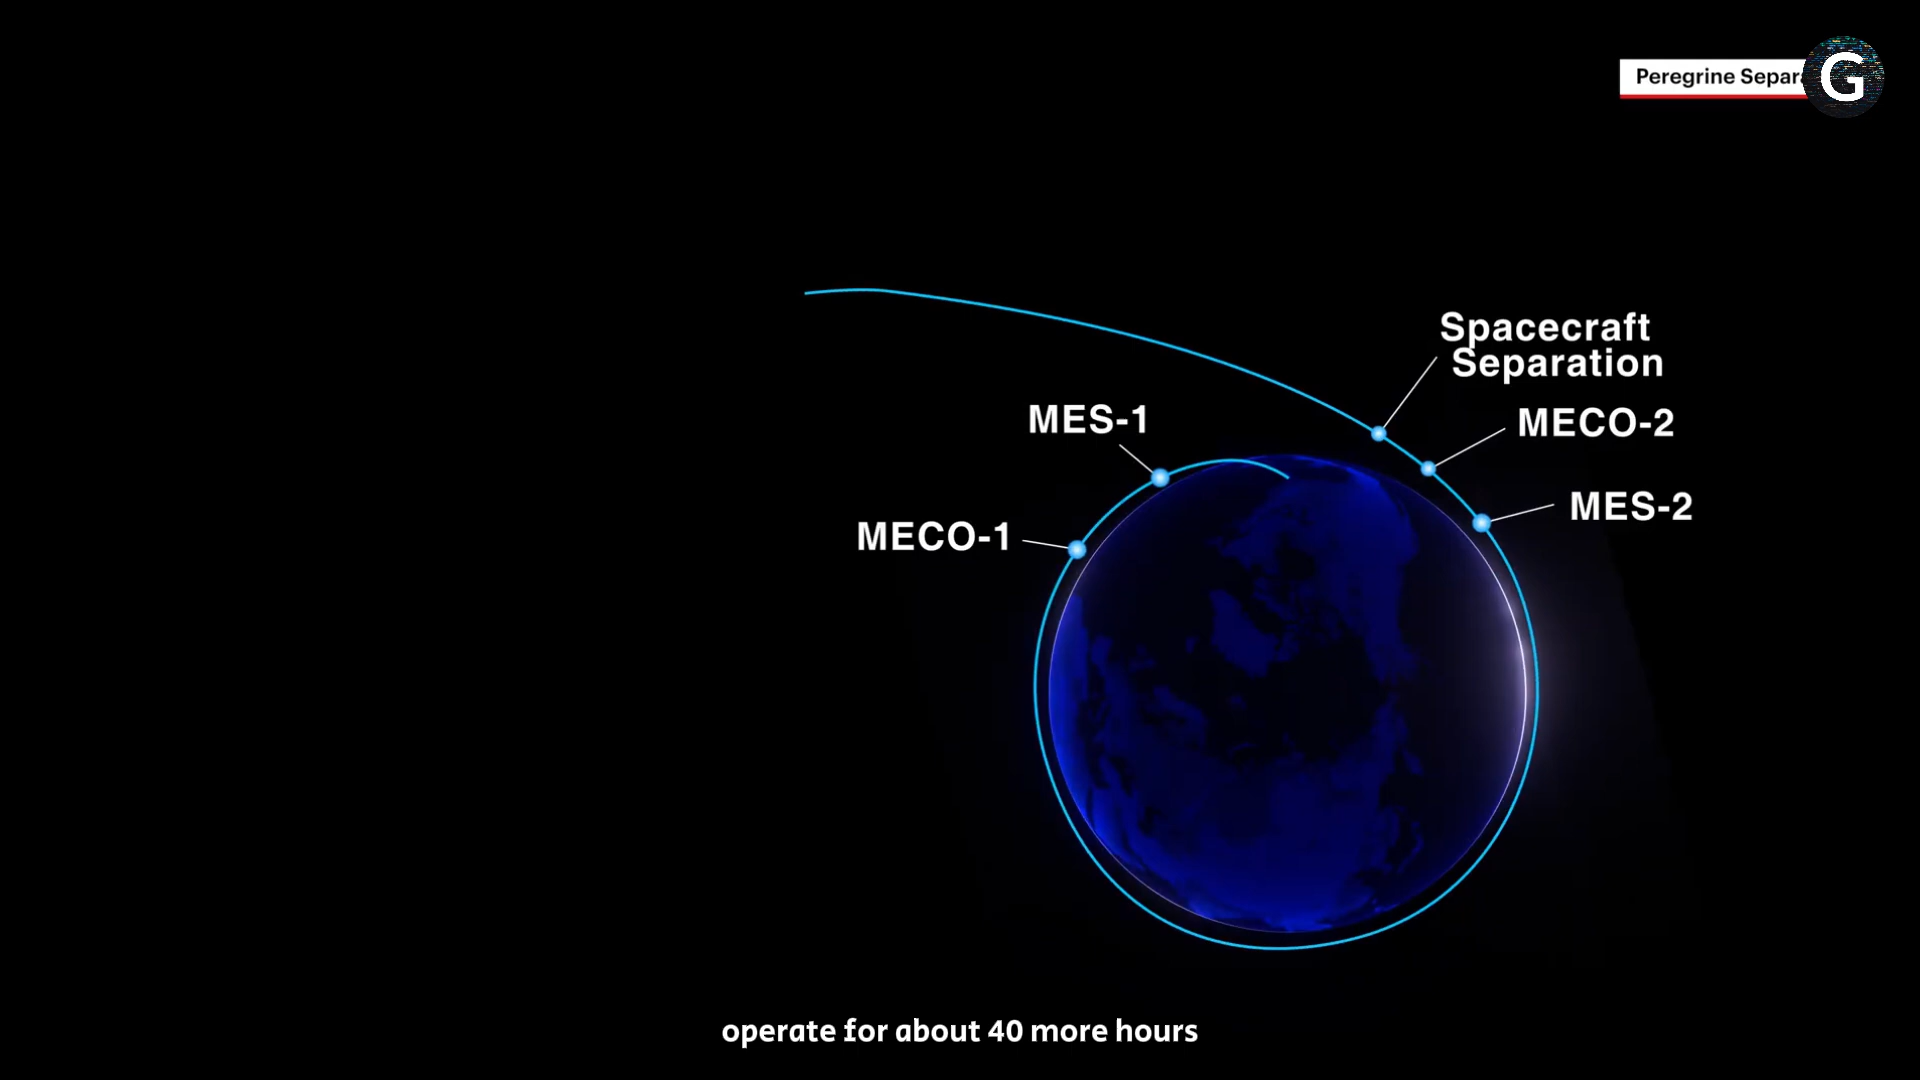 Peregrine Separ
G
Spacecraft
Separation
MES-1
MECO-2
MES-2
MECO-1
operate for about 40 more hours